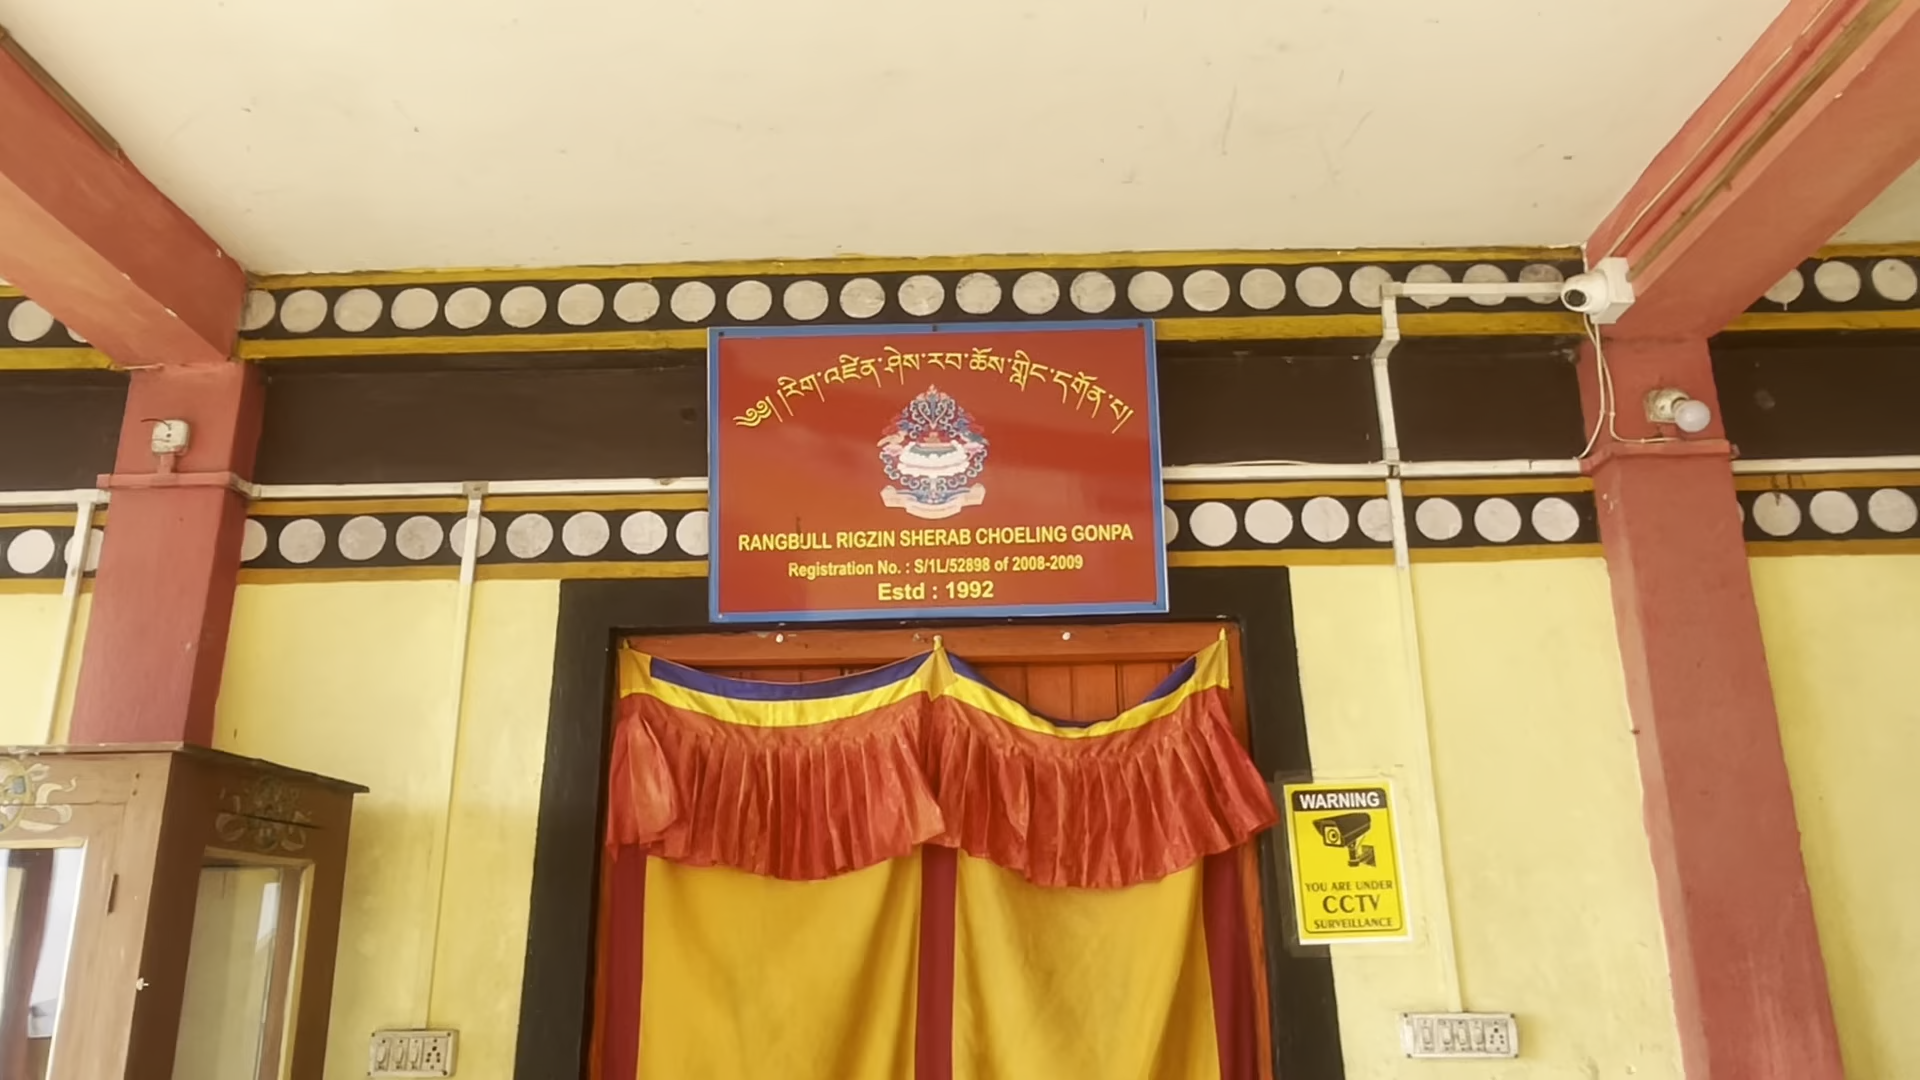 ༄༅། །རིག་འཛིན་ཤེས་རབ་ཆོས་གླིང་དགོན་པ།
RANGBULL RIGZIN SHERAB CHOELING GONPA
Registration No. : S/1L/52898 of 2008-2009
Estd : 1992
WARNING
YOU ARE UNDER
CCTV
SURVEILLANCE